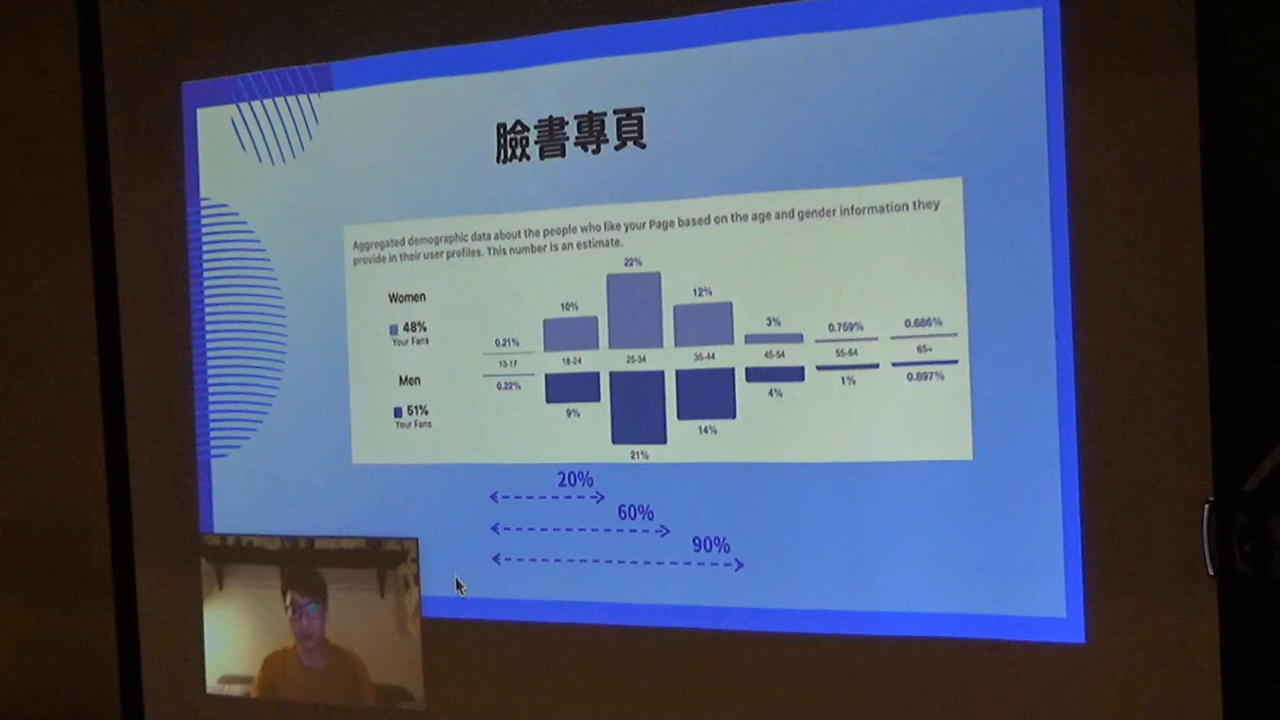 臉書專頁
Aggregated demographic data about the people who like your Page based on the age and gender information they
provide in their user profiles. This number is an estimate.
Women
48%
Your Fans
Men
51%
Your Fans
0.21% 10% 22% 12% 3% 0.759% 0.686%
13-17 18-24 25-34 35-44 45-54 55-64 65+
0.22% 9% 21% 14% 4% 1% 0.897%
20%
60%
90%